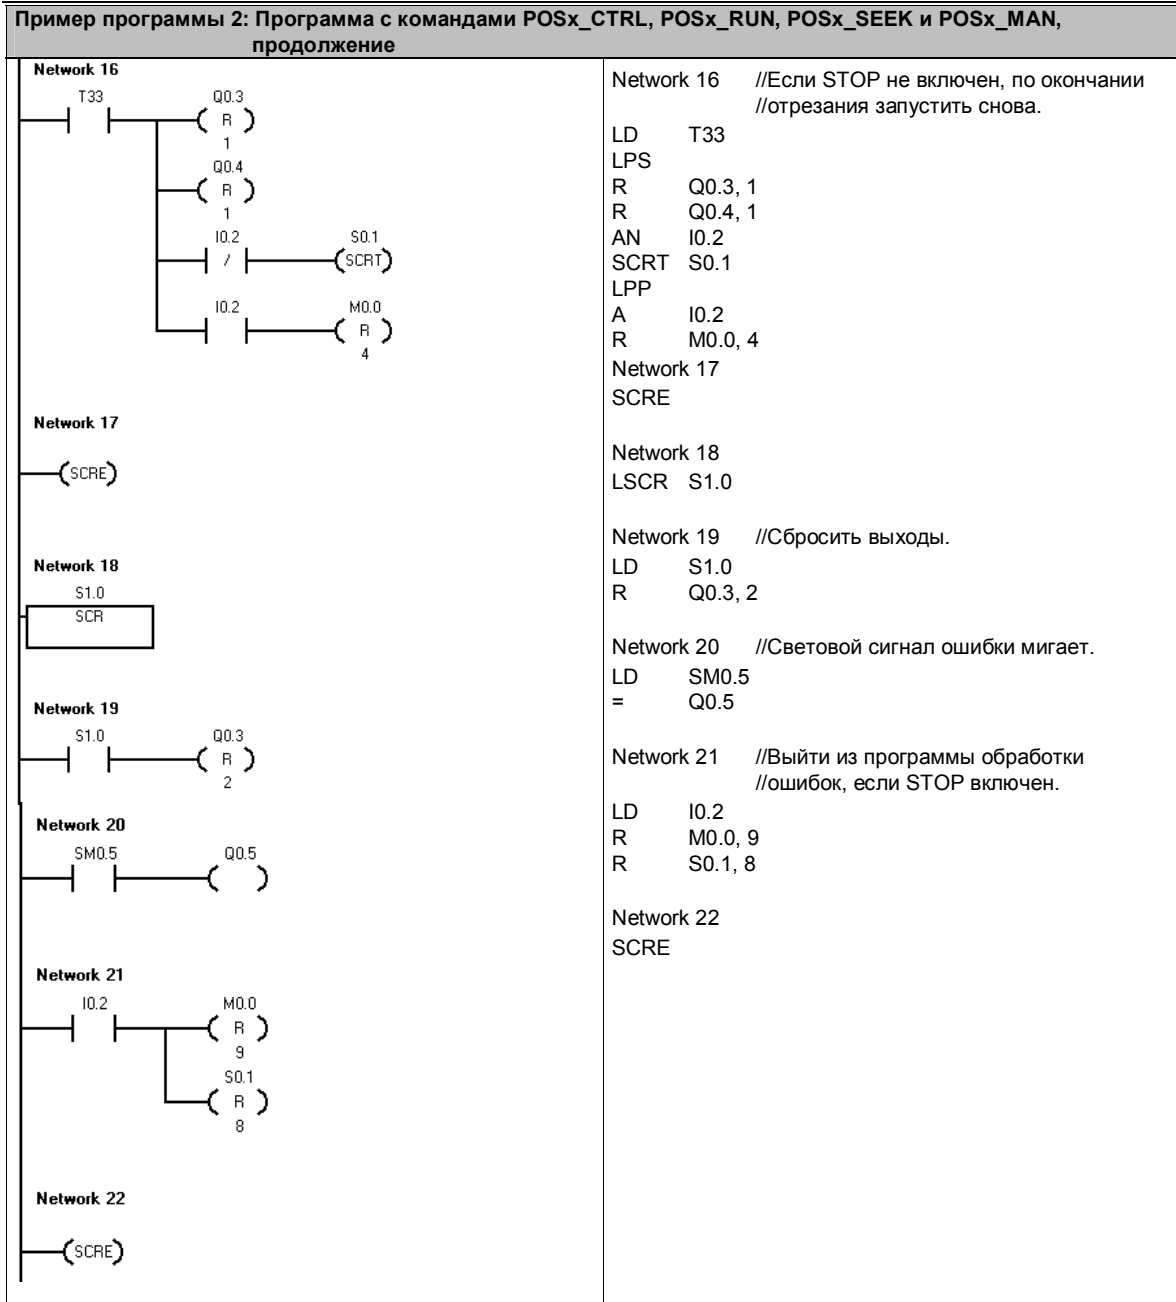 Пример программы 2: Программа с командами POSx_CTRL, POSx_RUN, POSx_SEEK и POSx_MAN,
продолжение
Network 16
T33 Q0.3
R
1
Q0.4
R
1
I0.2 S0.1
/ SCRT
I0.2 M0.0
R
4
Network 17
SCRE
Network 18
S1.0
SCR
Network 19
S1.0 Q0.3
R
2
Network 20
SM0.5 Q0.5
Network 21
I0.2 M0.0
R
9
S0.1
R
8
Network 22
SCRE
Network 16 //Если STOP не включен, по окончании
//отрезания запустить снова.
LD T33
LPS
R Q0.3, 1
R Q0.4, 1
AN I0.2
SCRT S0.1
LPP
A I0.2
R M0.0, 4
Network 17
SCRE
Network 18
LSCR S1.0
Network 19 //Сбросить выходы.
LD S1.0
R Q0.3, 2
Network 20 //Световой сигнал ошибки мигает.
LD SM0.5
= Q0.5
Network 21 //Выйти из программы обработки
//ошибок, если STOP включен.
LD I0.2
R M0.0, 9
R S0.1, 8
Network 22
SCRE